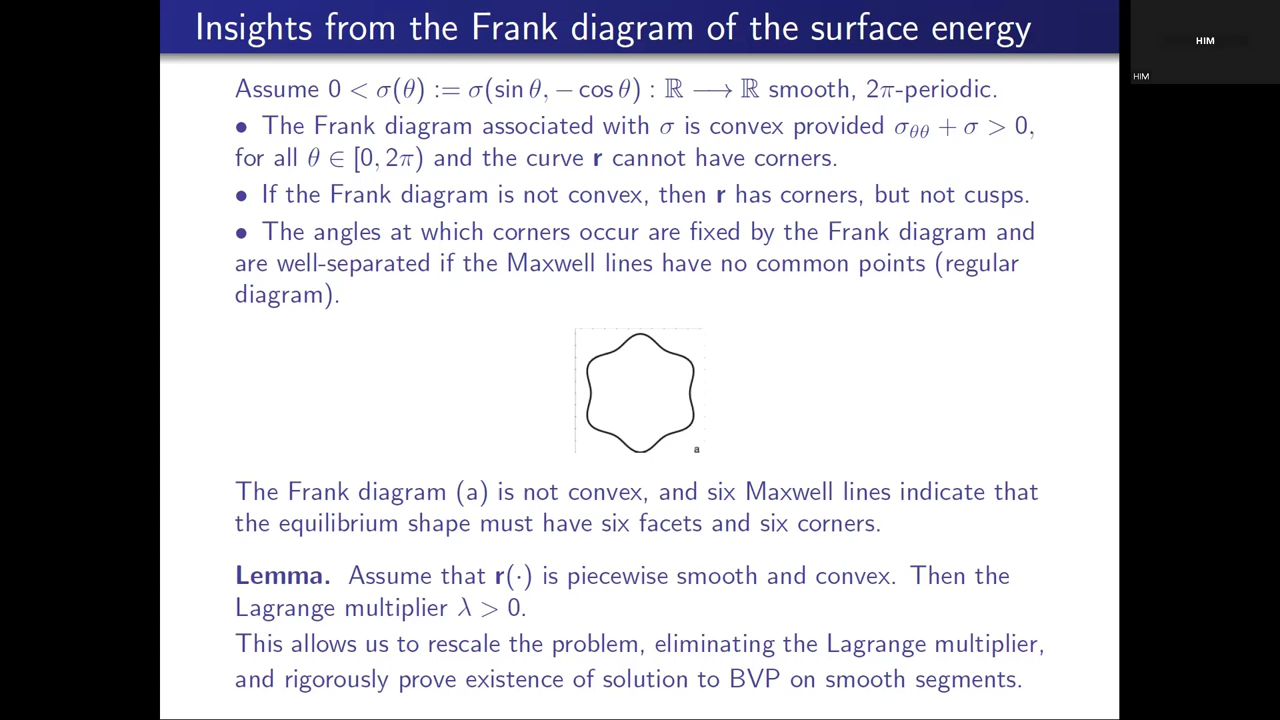 Insights from the Frank diagram of the surface energy
HIM
HIM
Assume 0 < σ(θ) := σ(sin θ, − cos θ) : ℝ ⟶ ℝ smooth, 2π-periodic.
• The Frank diagram associated with σ is convex provided σ_θθ + σ > 0,
for all θ ∈ [0, 2π) and the curve r cannot have corners.
• If the Frank diagram is not convex, then r has corners, but not cusps.
• The angles at which corners occur are fixed by the Frank diagram and
are well-separated if the Maxwell lines have no common points (regular
diagram).
a
The Frank diagram (a) is not convex, and six Maxwell lines indicate that
the equilibrium shape must have six facets and six corners.
Lemma. Assume that r(·) is piecewise smooth and convex. Then the
Lagrange multiplier λ > 0.
This allows us to rescale the problem, eliminating the Lagrange multiplier,
and rigorously prove existence of solution to BVP on smooth segments.